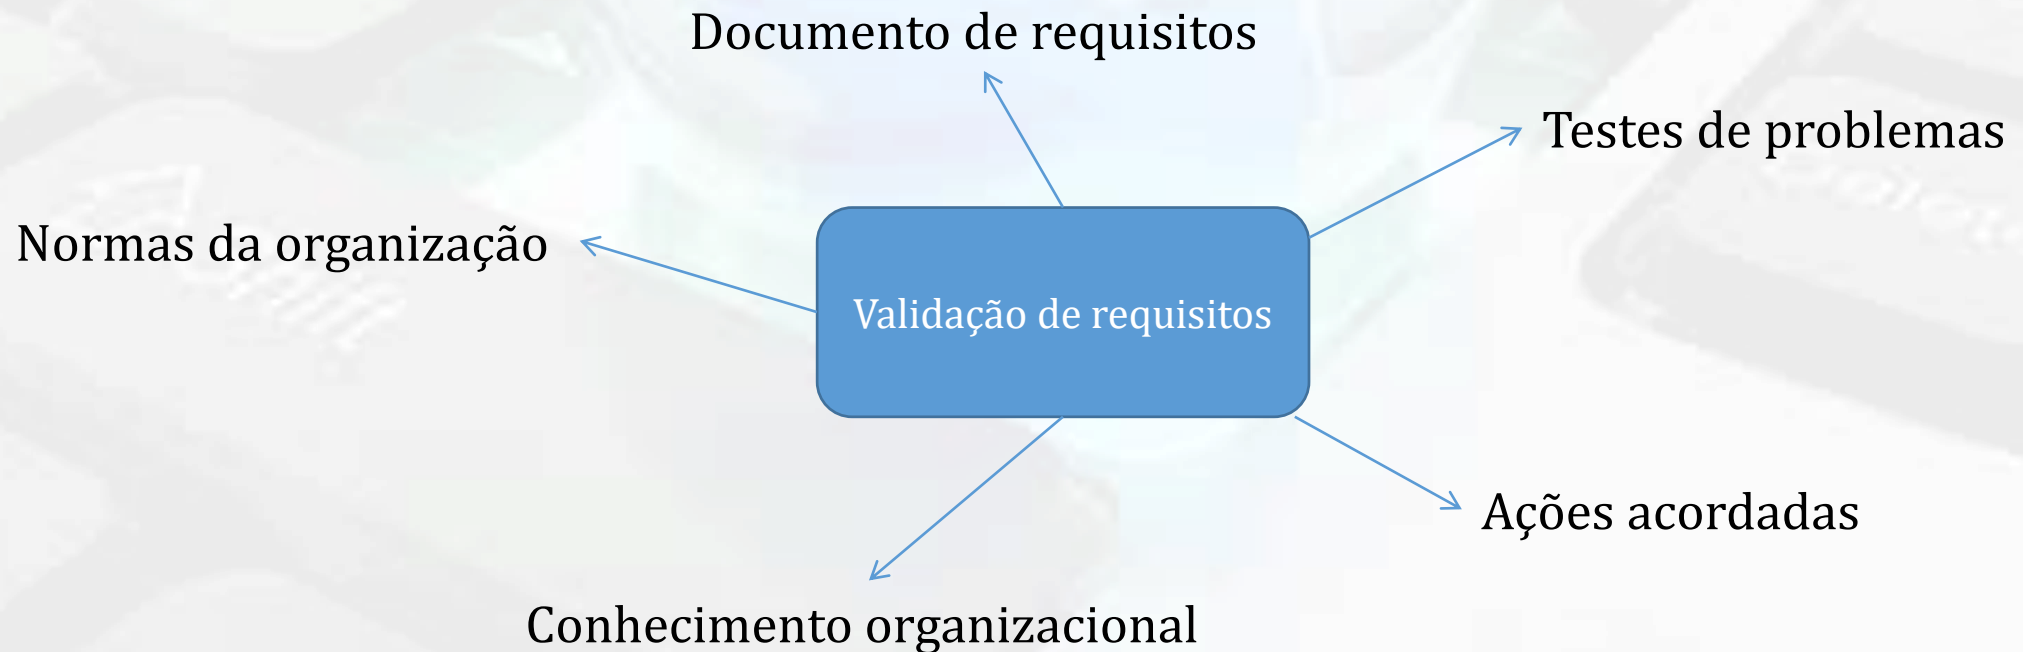 Documento de requisitos
Testes de problemas
Normas da organização
Validação de requisitos
Ações acordadas
Conhecimento organizacional